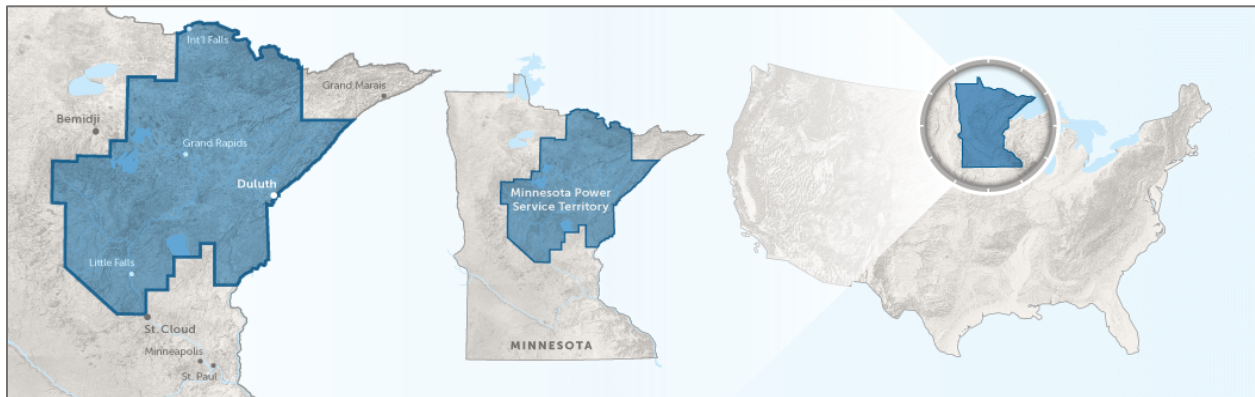 Int'l Falls
Grand Marais
Bemidji
Grand Rapids
Duluth
Little Falls
St. Cloud
Minneapolis
St. Paul
Minnesota Power
Service Territory
MINNESOTA